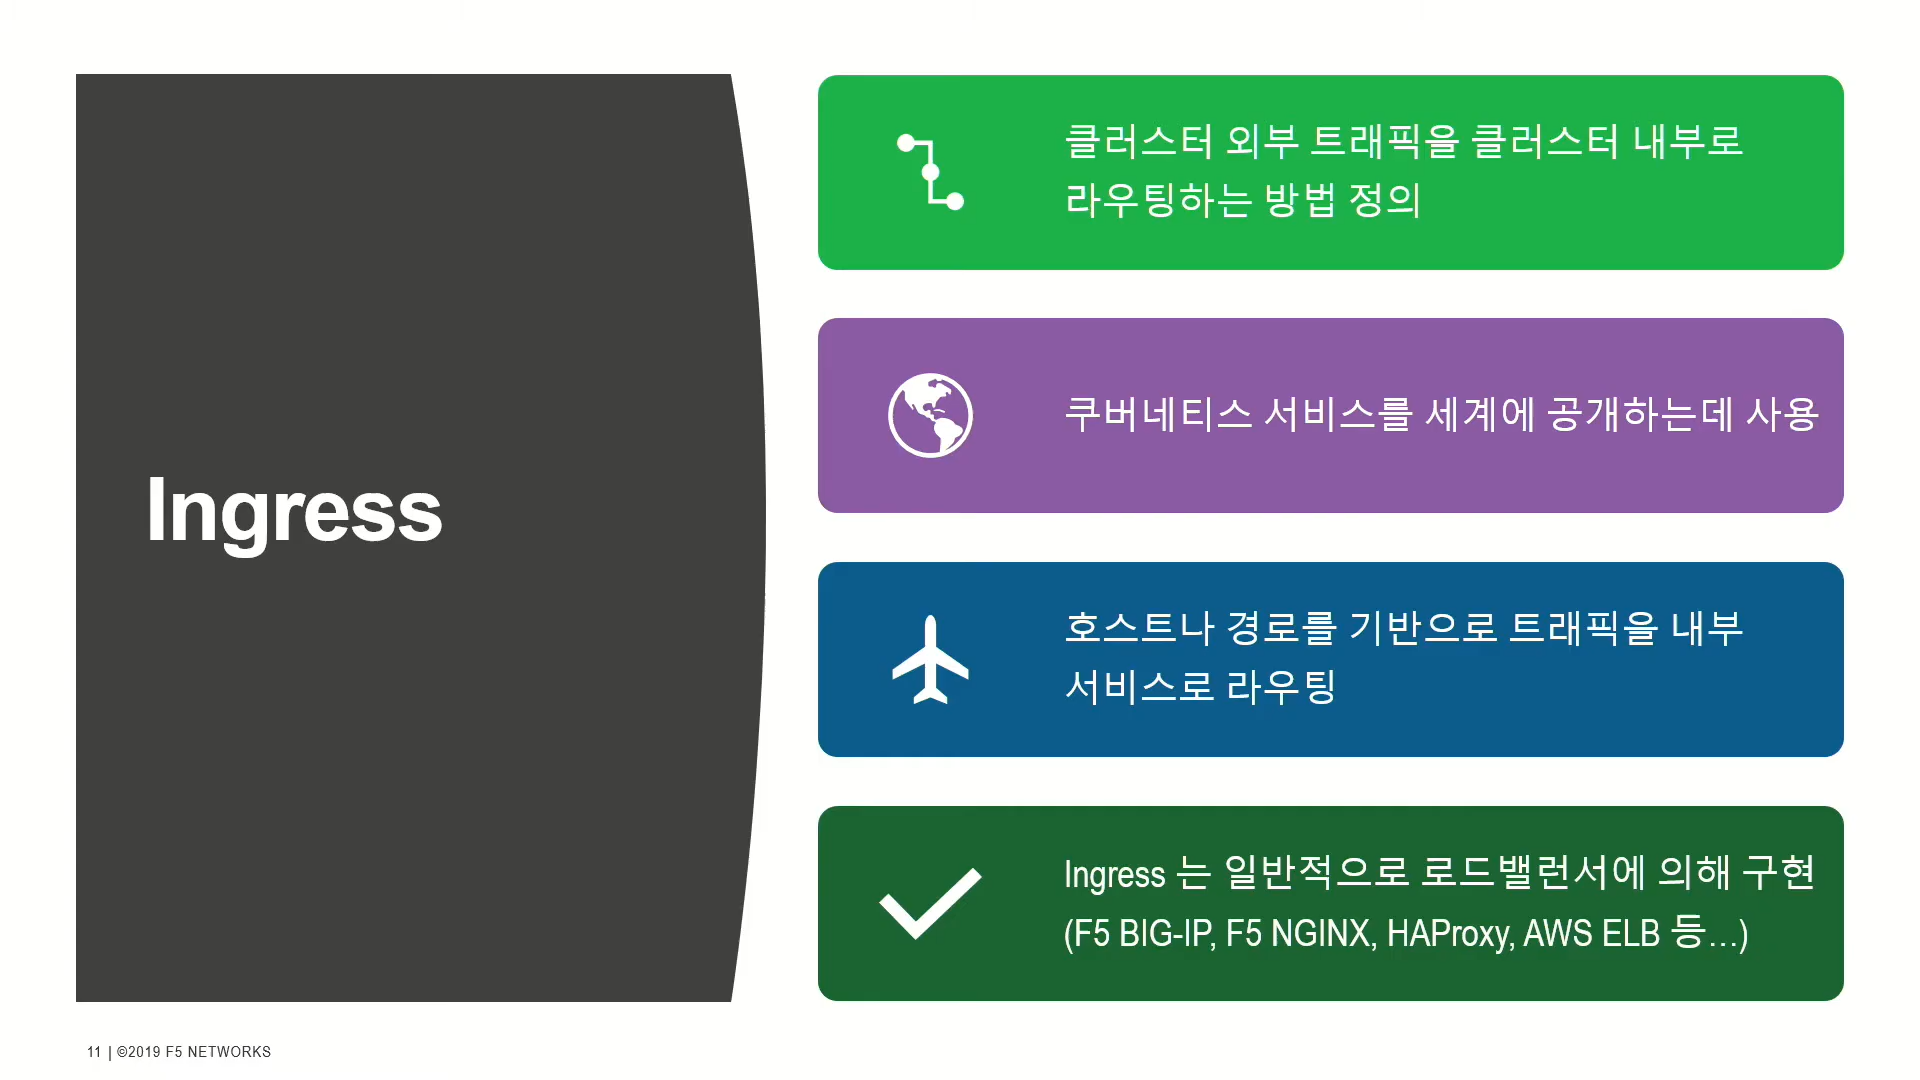 Ingress
클러스터 외부 트래픽을 클러스터 내부로
라우팅하는 방법 정의
쿠버네티스 서비스를 세계에 공개하는데 사용
호스트나 경로를 기반으로 트래픽을 내부
서비스로 라우팅
Ingress 는 일반적으로 로드밸런서에 의해 구현
(F5 BIG-IP, F5 NGINX, HAProxy, AWS ELB 등…)
11 | ©2019 F5 NETWORKS